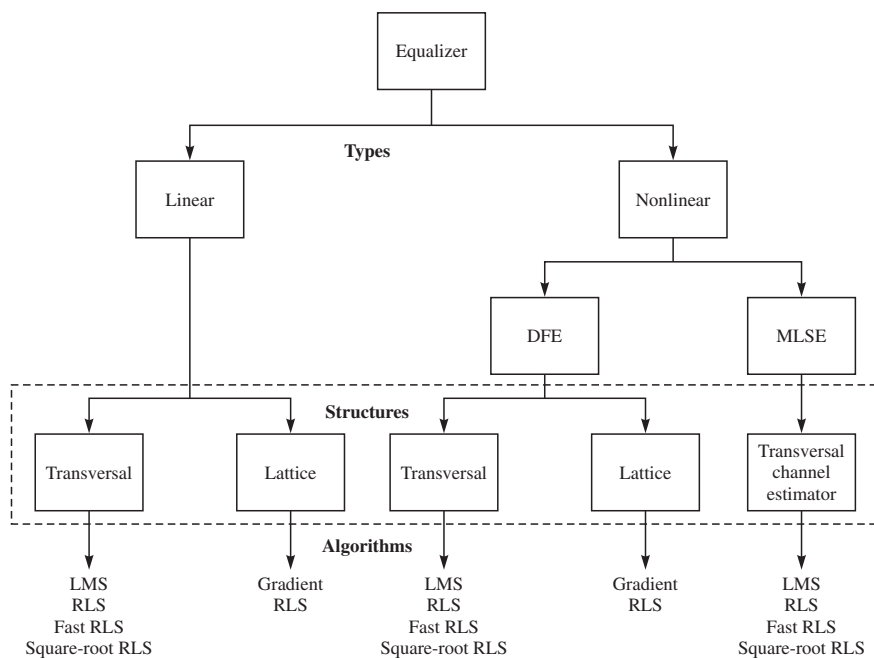 Equalizer
Types
Linear
Nonlinear
DFE
MLSE
Structures
Transversal
Lattice
Transversal
Lattice
Transversal
channel
estimator
Algorithms
LMS
RLS
Fast RLS
Square-root RLS
Gradient
RLS
LMS
RLS
Fast RLS
Square-root RLS
Gradient
RLS
LMS
RLS
Fast RLS
Square-root RLS